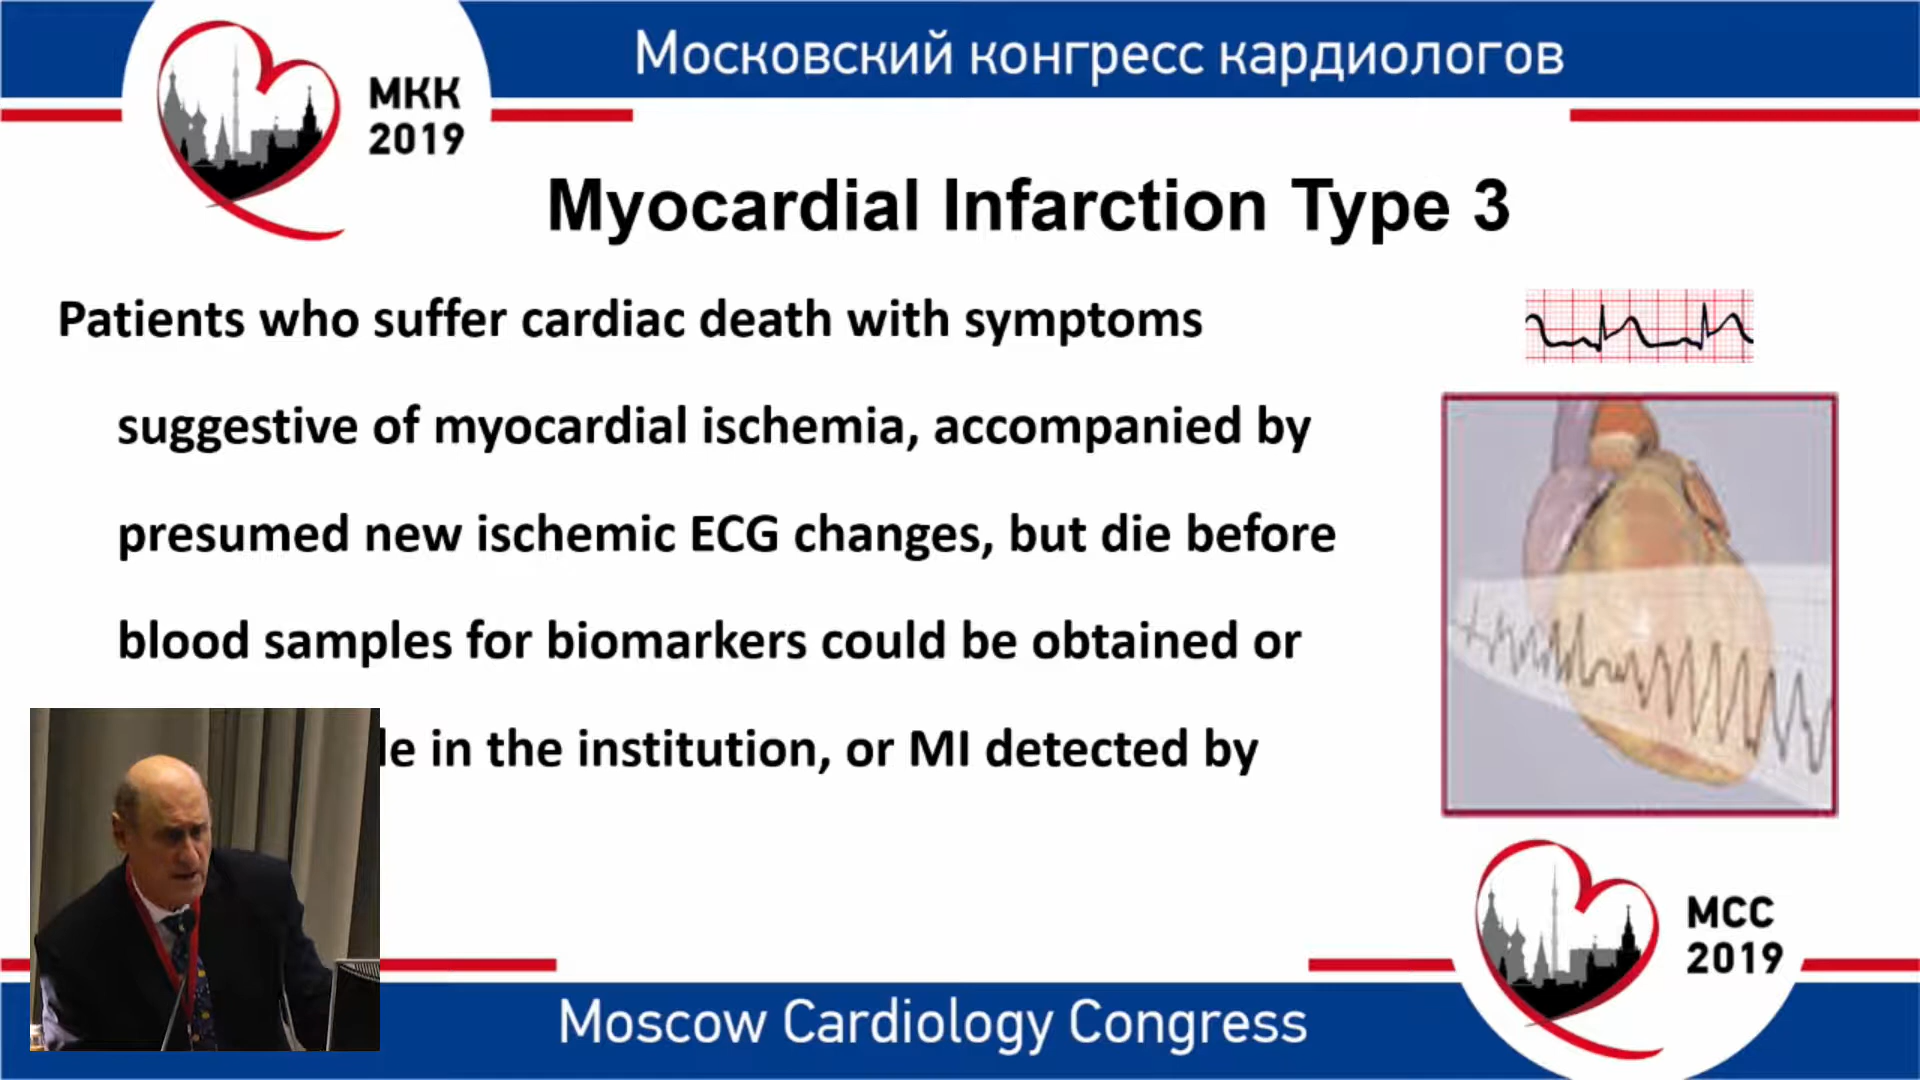 Московский конгресс кардиологов
МКК
2019
Myocardial Infarction Type 3
Patients who suffer cardiac death with symptoms
suggestive of myocardial ischemia, accompanied by
presumed new ischemic ECG changes, but die before
blood samples for biomarkers could be obtained or
in the institution, or MI detected by
MCC
2019
Moscow Cardiology Congress